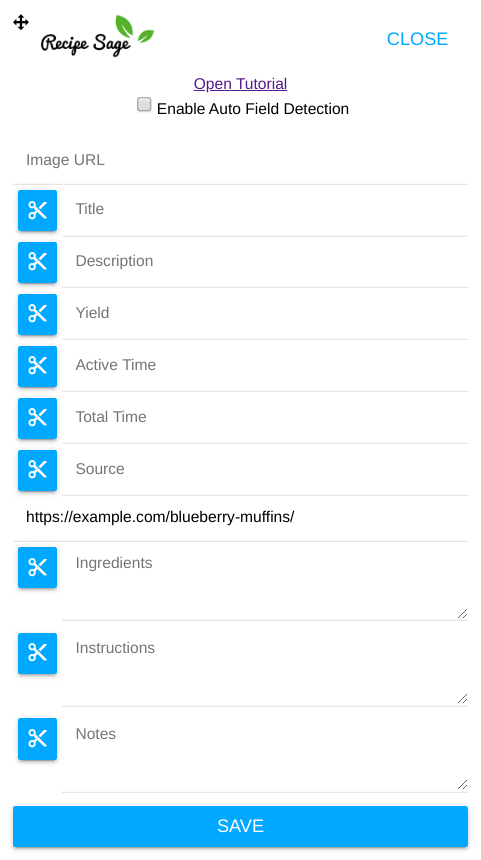 Recipe Sage
CLOSE
Open Tutorial
Enable Auto Field Detection
Image URL
Title
Description
Yield
Active Time
Total Time
Source
https://example.com/blueberry-muffins/
Ingredients
Instructions
Notes
SAVE